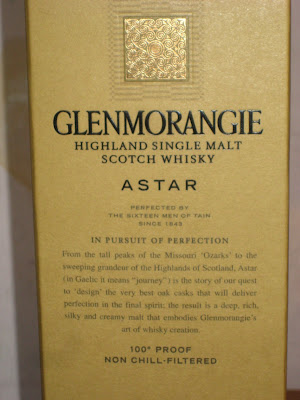 GLENMORANGIE
HIGHLAND SINGLE MALT
SCOTCH WHISKY
ASTAR
PERFECTED BY
THE SIXTEEN MEN OF TAIN
SINCE 1843
IN PURSUIT OF PERFECTION
From the tall peaks of the Missouri 'Ozarks' to the
sweeping grandeur of the Highlands of Scotland, Astar
(in Gaelic it means "journey") is the story of our quest
to 'design' the very best oak casks that will deliver
perfection in the final spirit; the result is a deep, rich,
silky and creamy malt that embodies Glenmorangie's
art of whisky creation.
100° PROOF
NON CHILL-FILTERED